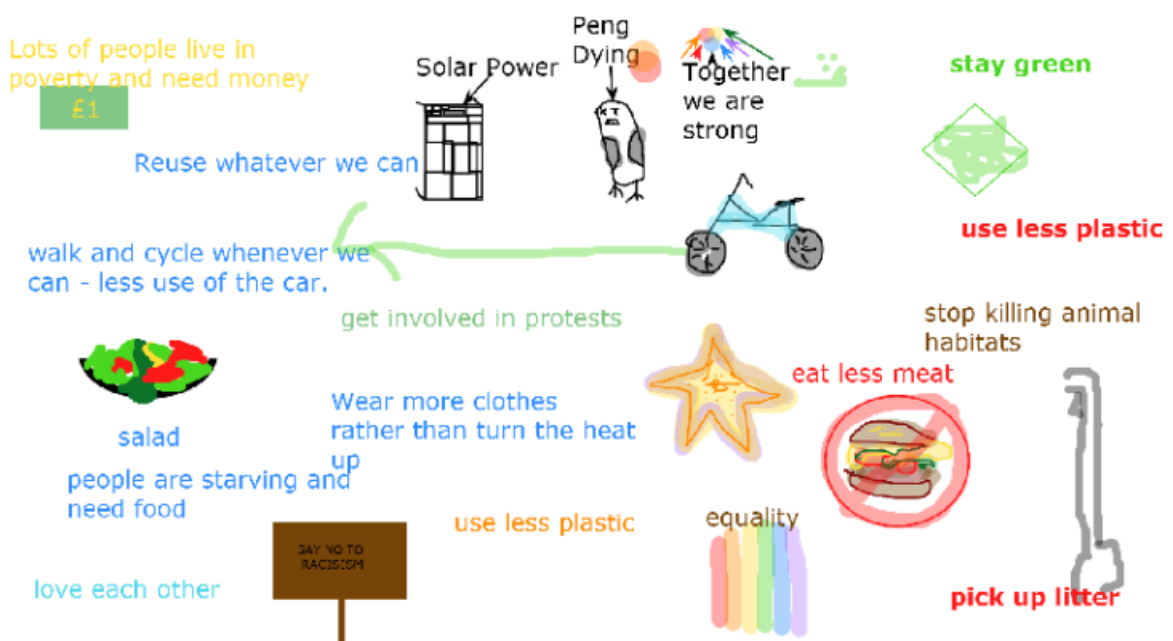 Lots of people live in
poverty and need money
£1
Solar Power
Peng
Dying
Together
we are
strong
stay green
Reuse whatever we can
use less plastic
walk and cycle whenever we
can - less use of the car.
get involved in protests
stop killing animal
habitats
eat less meat
Wear more clothes
rather than turn the heat
up
salad
people are starving and
need food
use less plastic
equality
SAY NO TO
RACISISM
love each other
pick up litter